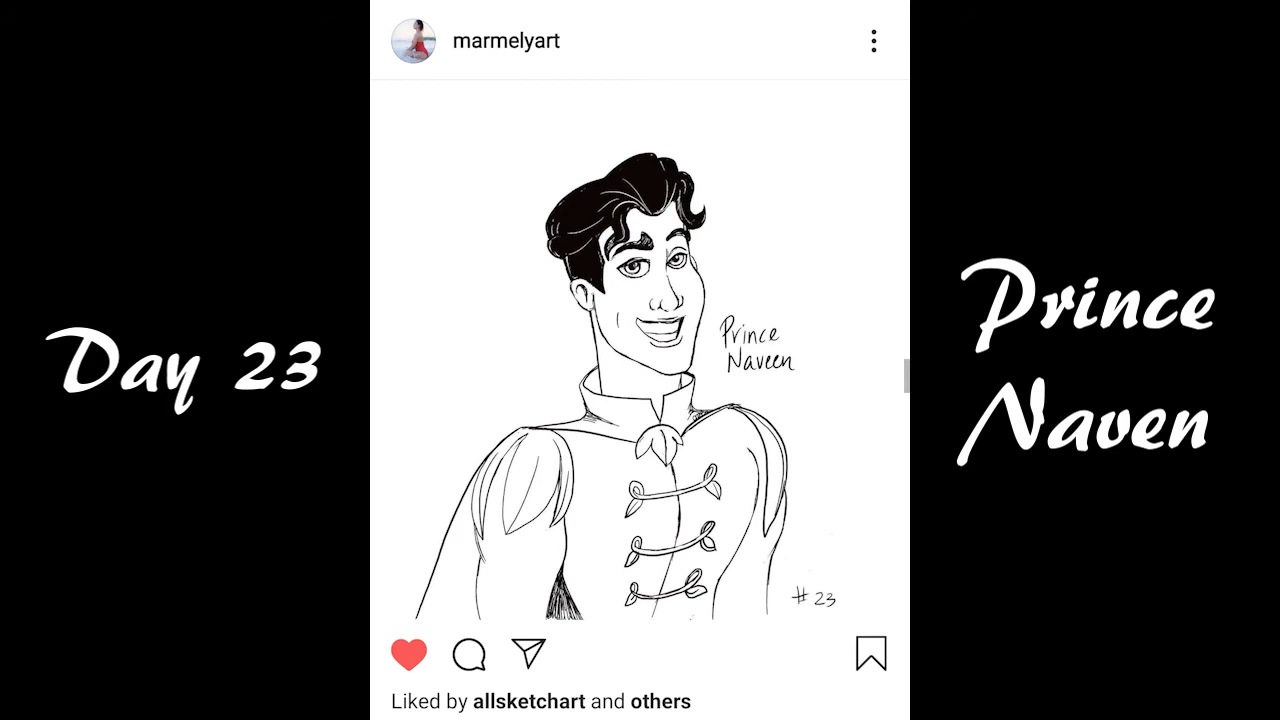 marmelyart
Day 23
Prince
Naven
Prince
Naveen
# 23
Liked by allsketchart and others